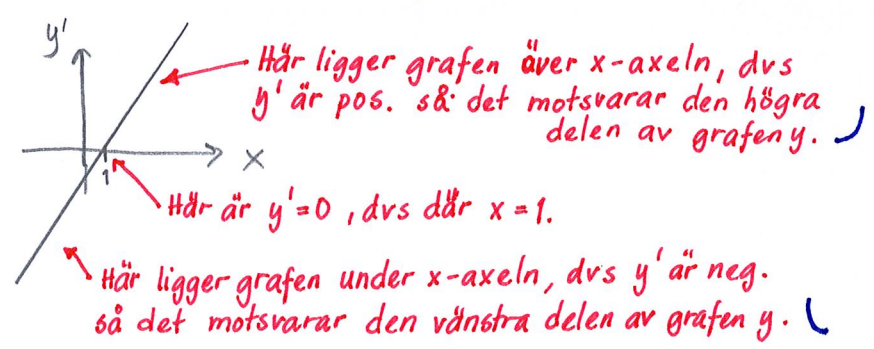 y'
Här ligger grafen över x-axeln, dvs
y' är pos. så det motsvarar den högra
delen av grafen y.
x
1
Här är y'=0, dvs där x = 1.
Här ligger grafen under x-axeln, dvs y' är neg.
så det motsvarar den vänstra delen av grafen y.